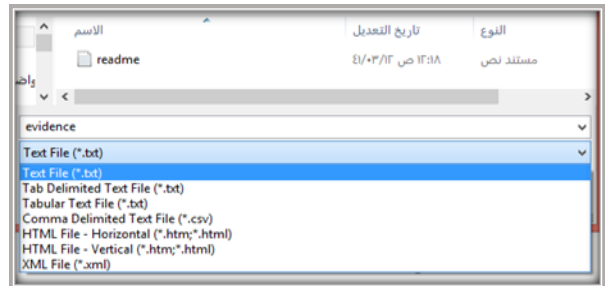 الاسم تاريخ التعديل النوع
readme ١٢:١٨ ص ٤١/٠٣/١٢ مستند نص
واض
evidence
Text File (*.txt)
Text File (*.txt)
Tab Delimited Text File (*.txt)
Tabular Text File (*.txt)
Comma Delimited Text File (*.csv)
HTML File - Horizontal (*.htm;*.html)
HTML File - Vertical (*.htm;*.html)
XML File (*.xml)